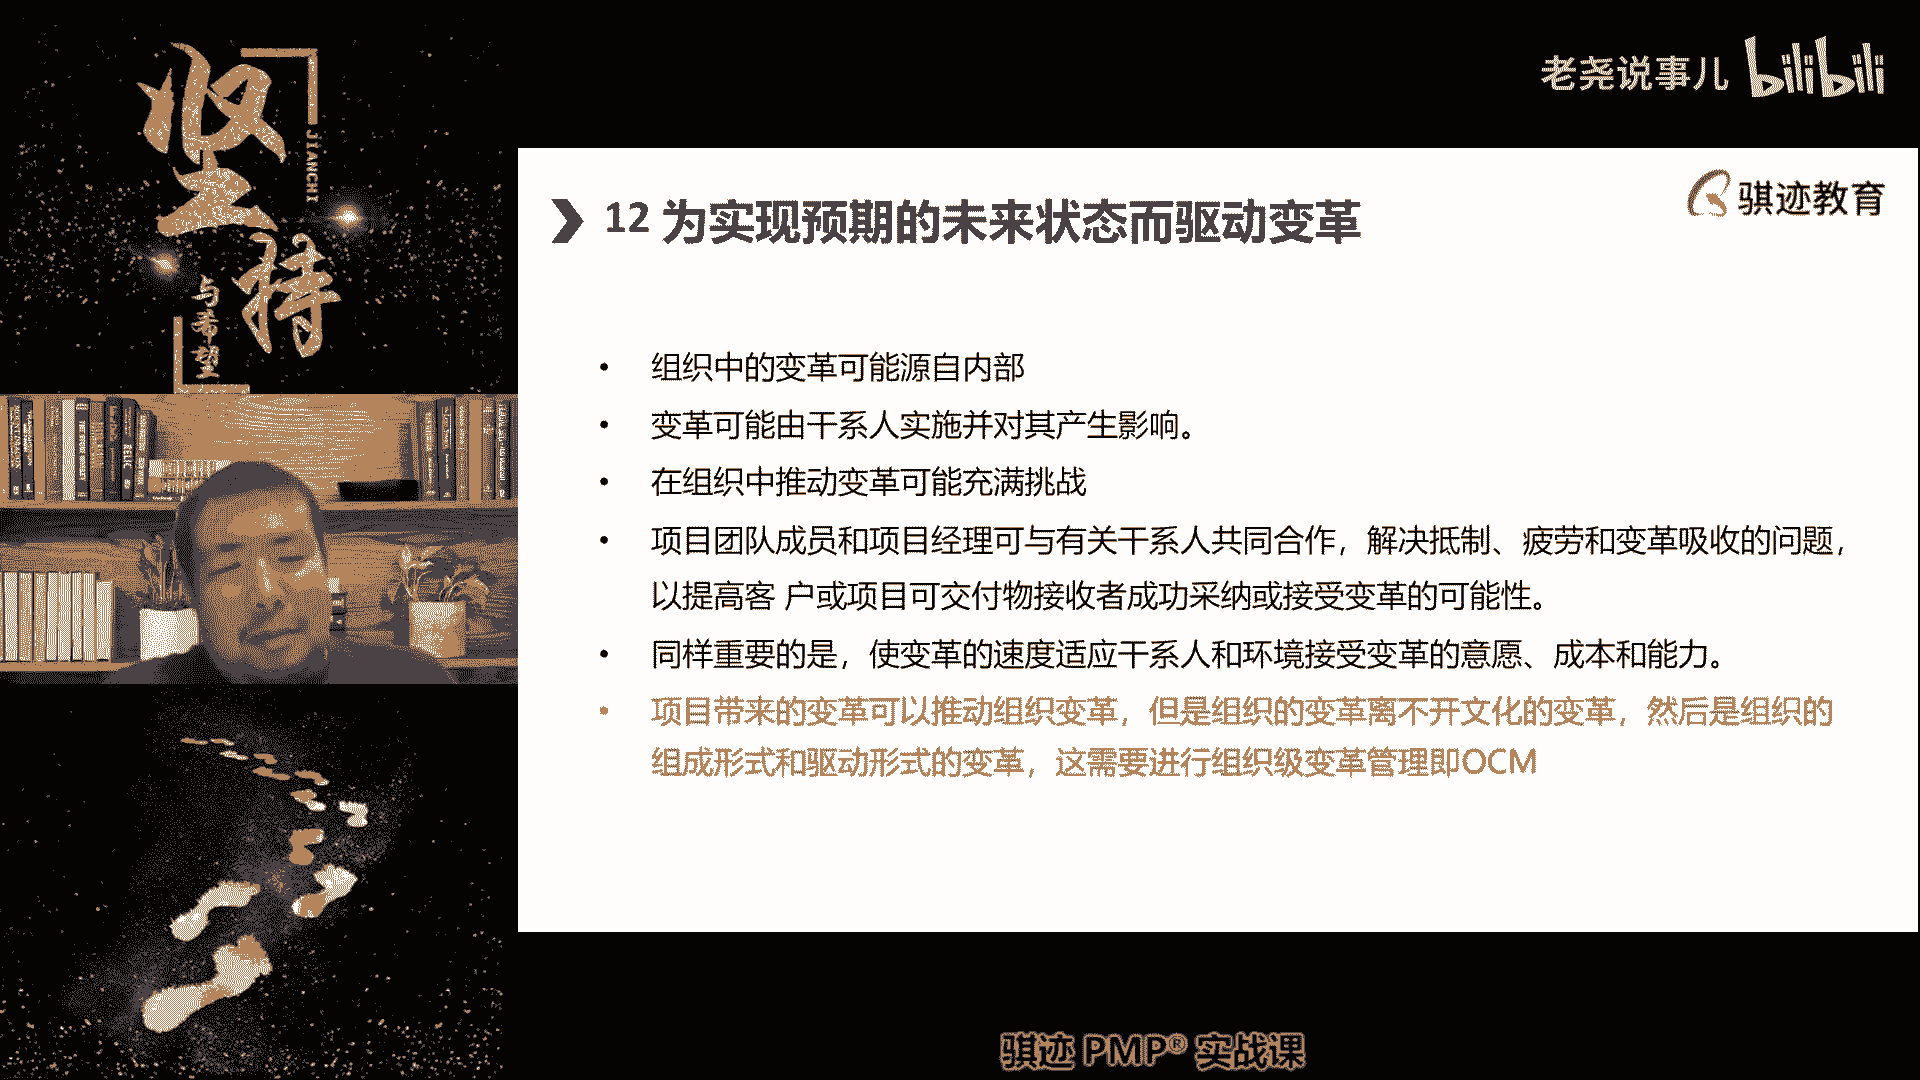 坚持
JIANCHI
与希望
老尧说事儿 bilibili
骐迹教育
12 为实现预期的未来状态而驱动变革
• 组织中的变革可能源自内部
• 变革可能由干系人实施并对其产生影响。
• 在组织中推动变革可能充满挑战
• 项目团队成员和项目经理可与有关干系人共同合作，解决抵制、疲劳和变革吸收的问题，
以提高客 户或项目可交付物接收者成功采纳或接受变革的可能性。
• 同样重要的是，使变革的速度适应干系人和环境接受变革的意愿、成本和能力。
• 项目带来的变革可以推动组织变革，但是组织的变革离不开文化的变革，然后是组织的
组成形式和驱动形式的变革，这需要进行组织级变革管理即OCM
骐迹 PMP® 实战课